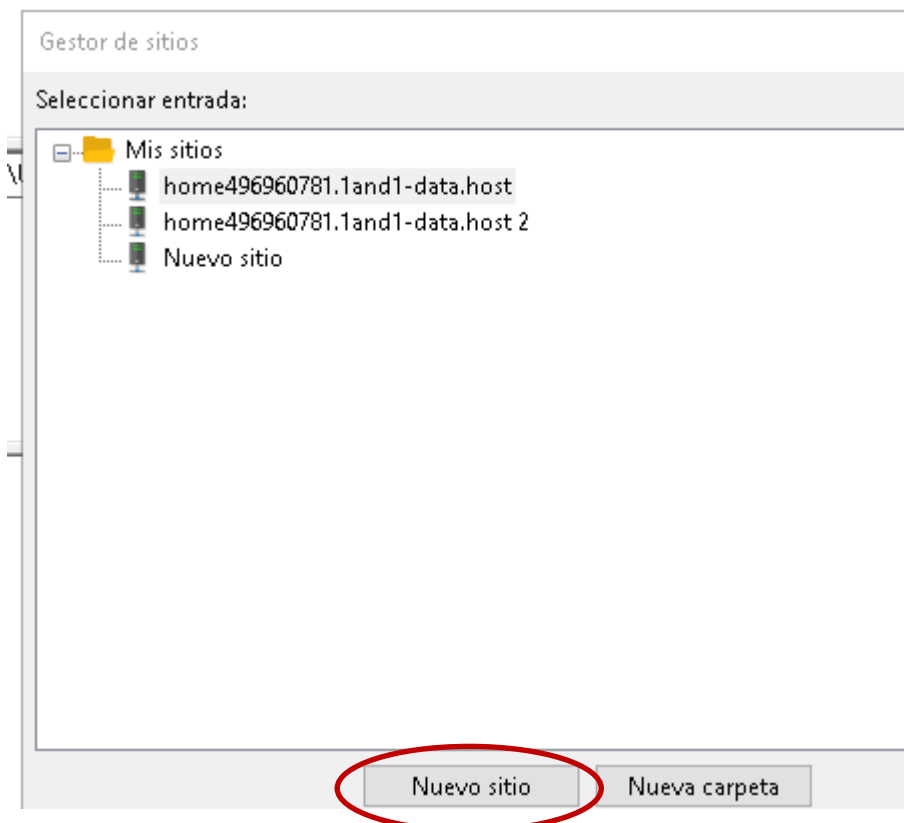 Gestor de sitios
Seleccionar entrada:
Mis sitios
home496960781.1and1-data.host
home496960781.1and1-data.host 2
Nuevo sitio
Nuevo sitio Nueva carpeta